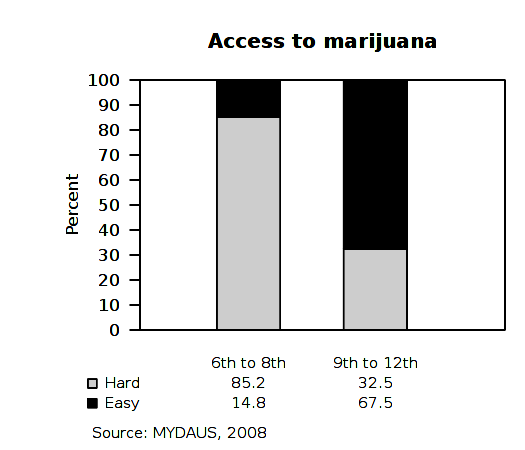 Access to marijuana
Percent
100
90
80
70
60
50
40
30
20
10
0
6th to 8th 9th to 12th
Hard 85.2 32.5
Easy 14.8 67.5
Source: MYDAUS, 2008